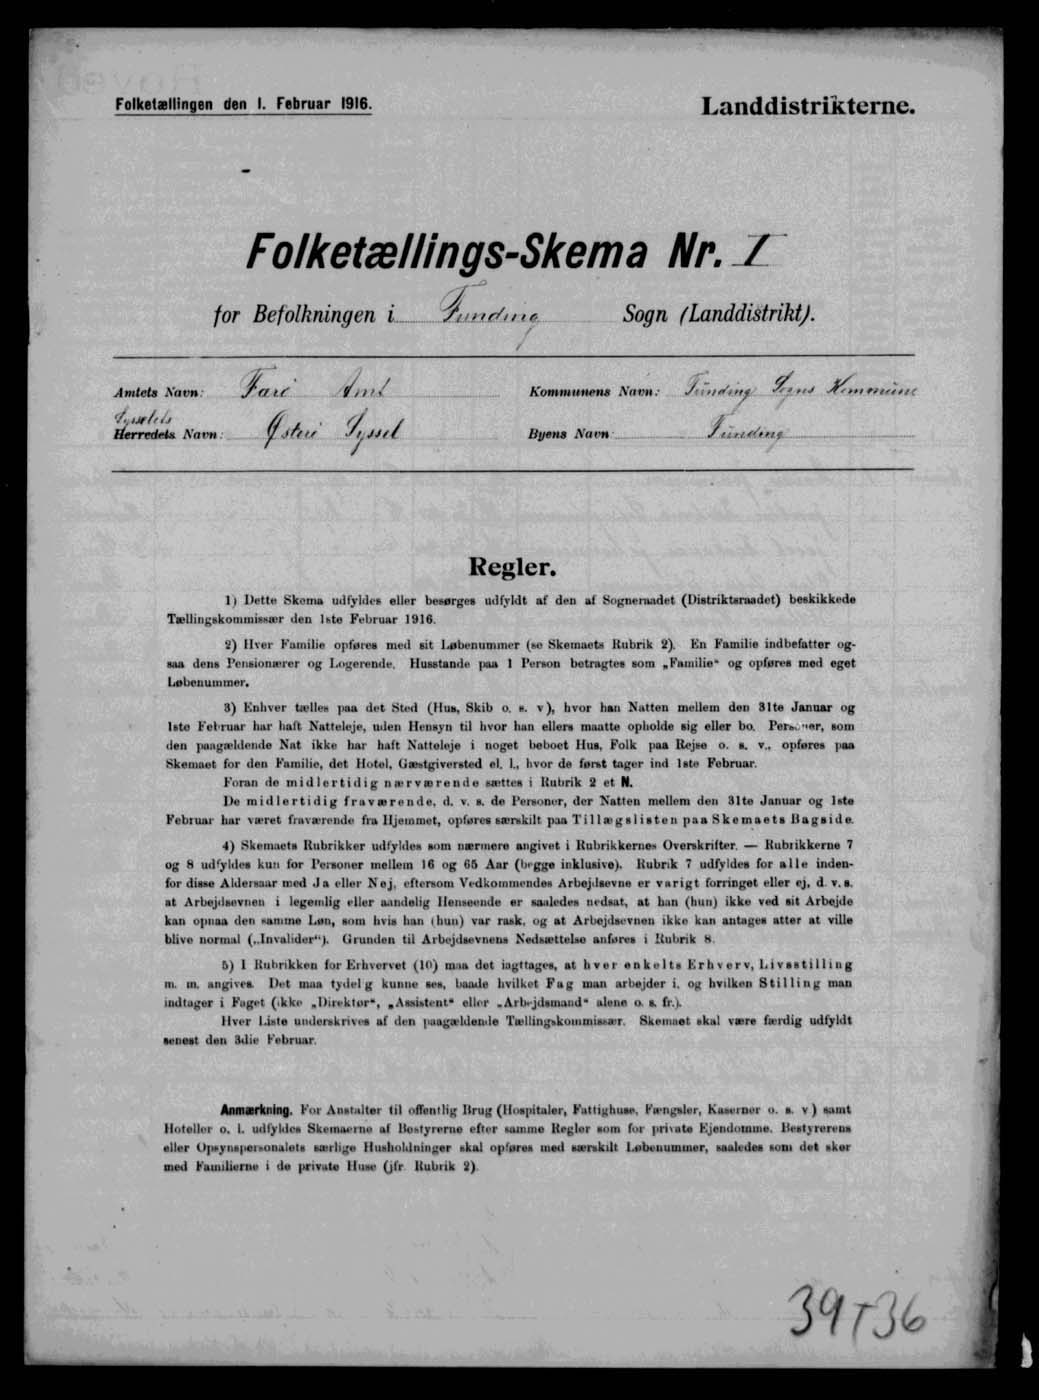 Folketællingen den 1. Februar 1916.
Landdistrikterne.
Folketællings-Skema Nr. I
for Befolkningen i Funding Sogn (Landdistrikt).
Amtets Navn: Farö Amt
Kommunens Navn: Funding Sogns Kommune
Syssels
Herredets Navn: Österö Syssel
Byens Navn: Funding
Regler.
1) Dette Skema udfyldes eller besørges udfyldt af den af Sogneraadet (Distriktsraadet) beskikkede
Tællingskommissær den 1ste Februar 1916.
2) Hver Familie opføres med sit Løbenummer (se Skemaets Rubrik 2). En Familie indbefatter og-
saa dens Pensionærer og Logerende. Husstande paa 1 Person betragtes som „Familie“ og opføres med eget
Løbenummer.
3) Enhver tælles paa det Sted (Hus, Skib o. s. v), hvor han Natten mellem den 31te Januar og
1ste Februar har haft Natteleje, uden Hensyn til hvor han ellers maatte opholde sig eller bo. Personer, som
den paagældende Nat ikke har haft Natteleje i noget beboet Hus, Folk paa Rejse o. s. v., opføres paa
Skemaet for den Familie, det Hotel, Gæstgiversted el. l., hvor de først tager ind 1ste Februar.
Foran de midlertidig nærværende sættes i Rubrik 2 et N.
De midlertidig fraværende, d. v. s. de Personer, der Natten mellem den 31te Januar og 1ste
Februar har været fraværende fra Hjemmet, opføres særskilt paa Tillægslisten paa Skemaets Bagside.
4) Skemaets Rubrikker udfyldes som nærmere angivet i Rubrikkernes Overskrifter. — Rubrikkerne 7
og 8 udfyldes kun for Personer mellem 16 og 65 Aar (begge inklusive). Rubrik 7 udfyldes for alle inden-
for disse Aldersaar med Ja eller Nej, eftersom Vedkommendes Arbejdsevne er varigt forringet eller ej, d. v. s.
at Arbejdsevnen i legemlig eller aandelig Henseende er saaledes nedsat, at han (hun) ikke ved sit Arbejde
kan opnaa den samme Løn, som hvis han (hun) var rask, og at Arbejdsevnen ikke kan antages atter at ville
blive normal („Invalider“). Grunden til Arbejdsevnens Nedsættelse anføres i Rubrik 8.
5) I Rubrikken for Erhvervet (10) maa det iagttages, at hver enkelts Erhverv, Livsstilling
m. m. angives. Det maa tydelig kunne ses, baade hvilket Fag man arbejder i, og hvilken Stilling man
indtager i Faget (ikke „Direktør“, „Assistent“ eller „Arbejdsmand“ alene o. s. fr.).
Hver Liste underskrives af den paagældende Tællingskommissær. Skemaet skal være færdig udfyldt
senest den 3die Februar.
Anmærkning. For Anstalter til offentlig Brug (Hospitaler, Fattighuse, Fængsler, Kaserner o. s. v) samt
Hoteller o. l. udfyldes Skemaerne af Bestyrerne efter samme Regler som for private Ejendomme. Bestyrerens
eller Opsynspersonalets særlige Husholdninger skal opføres med særskilt Løbenummer, saaledes som det sker
med Familierne i de private Huse (jfr. Rubrik 2).
39+36